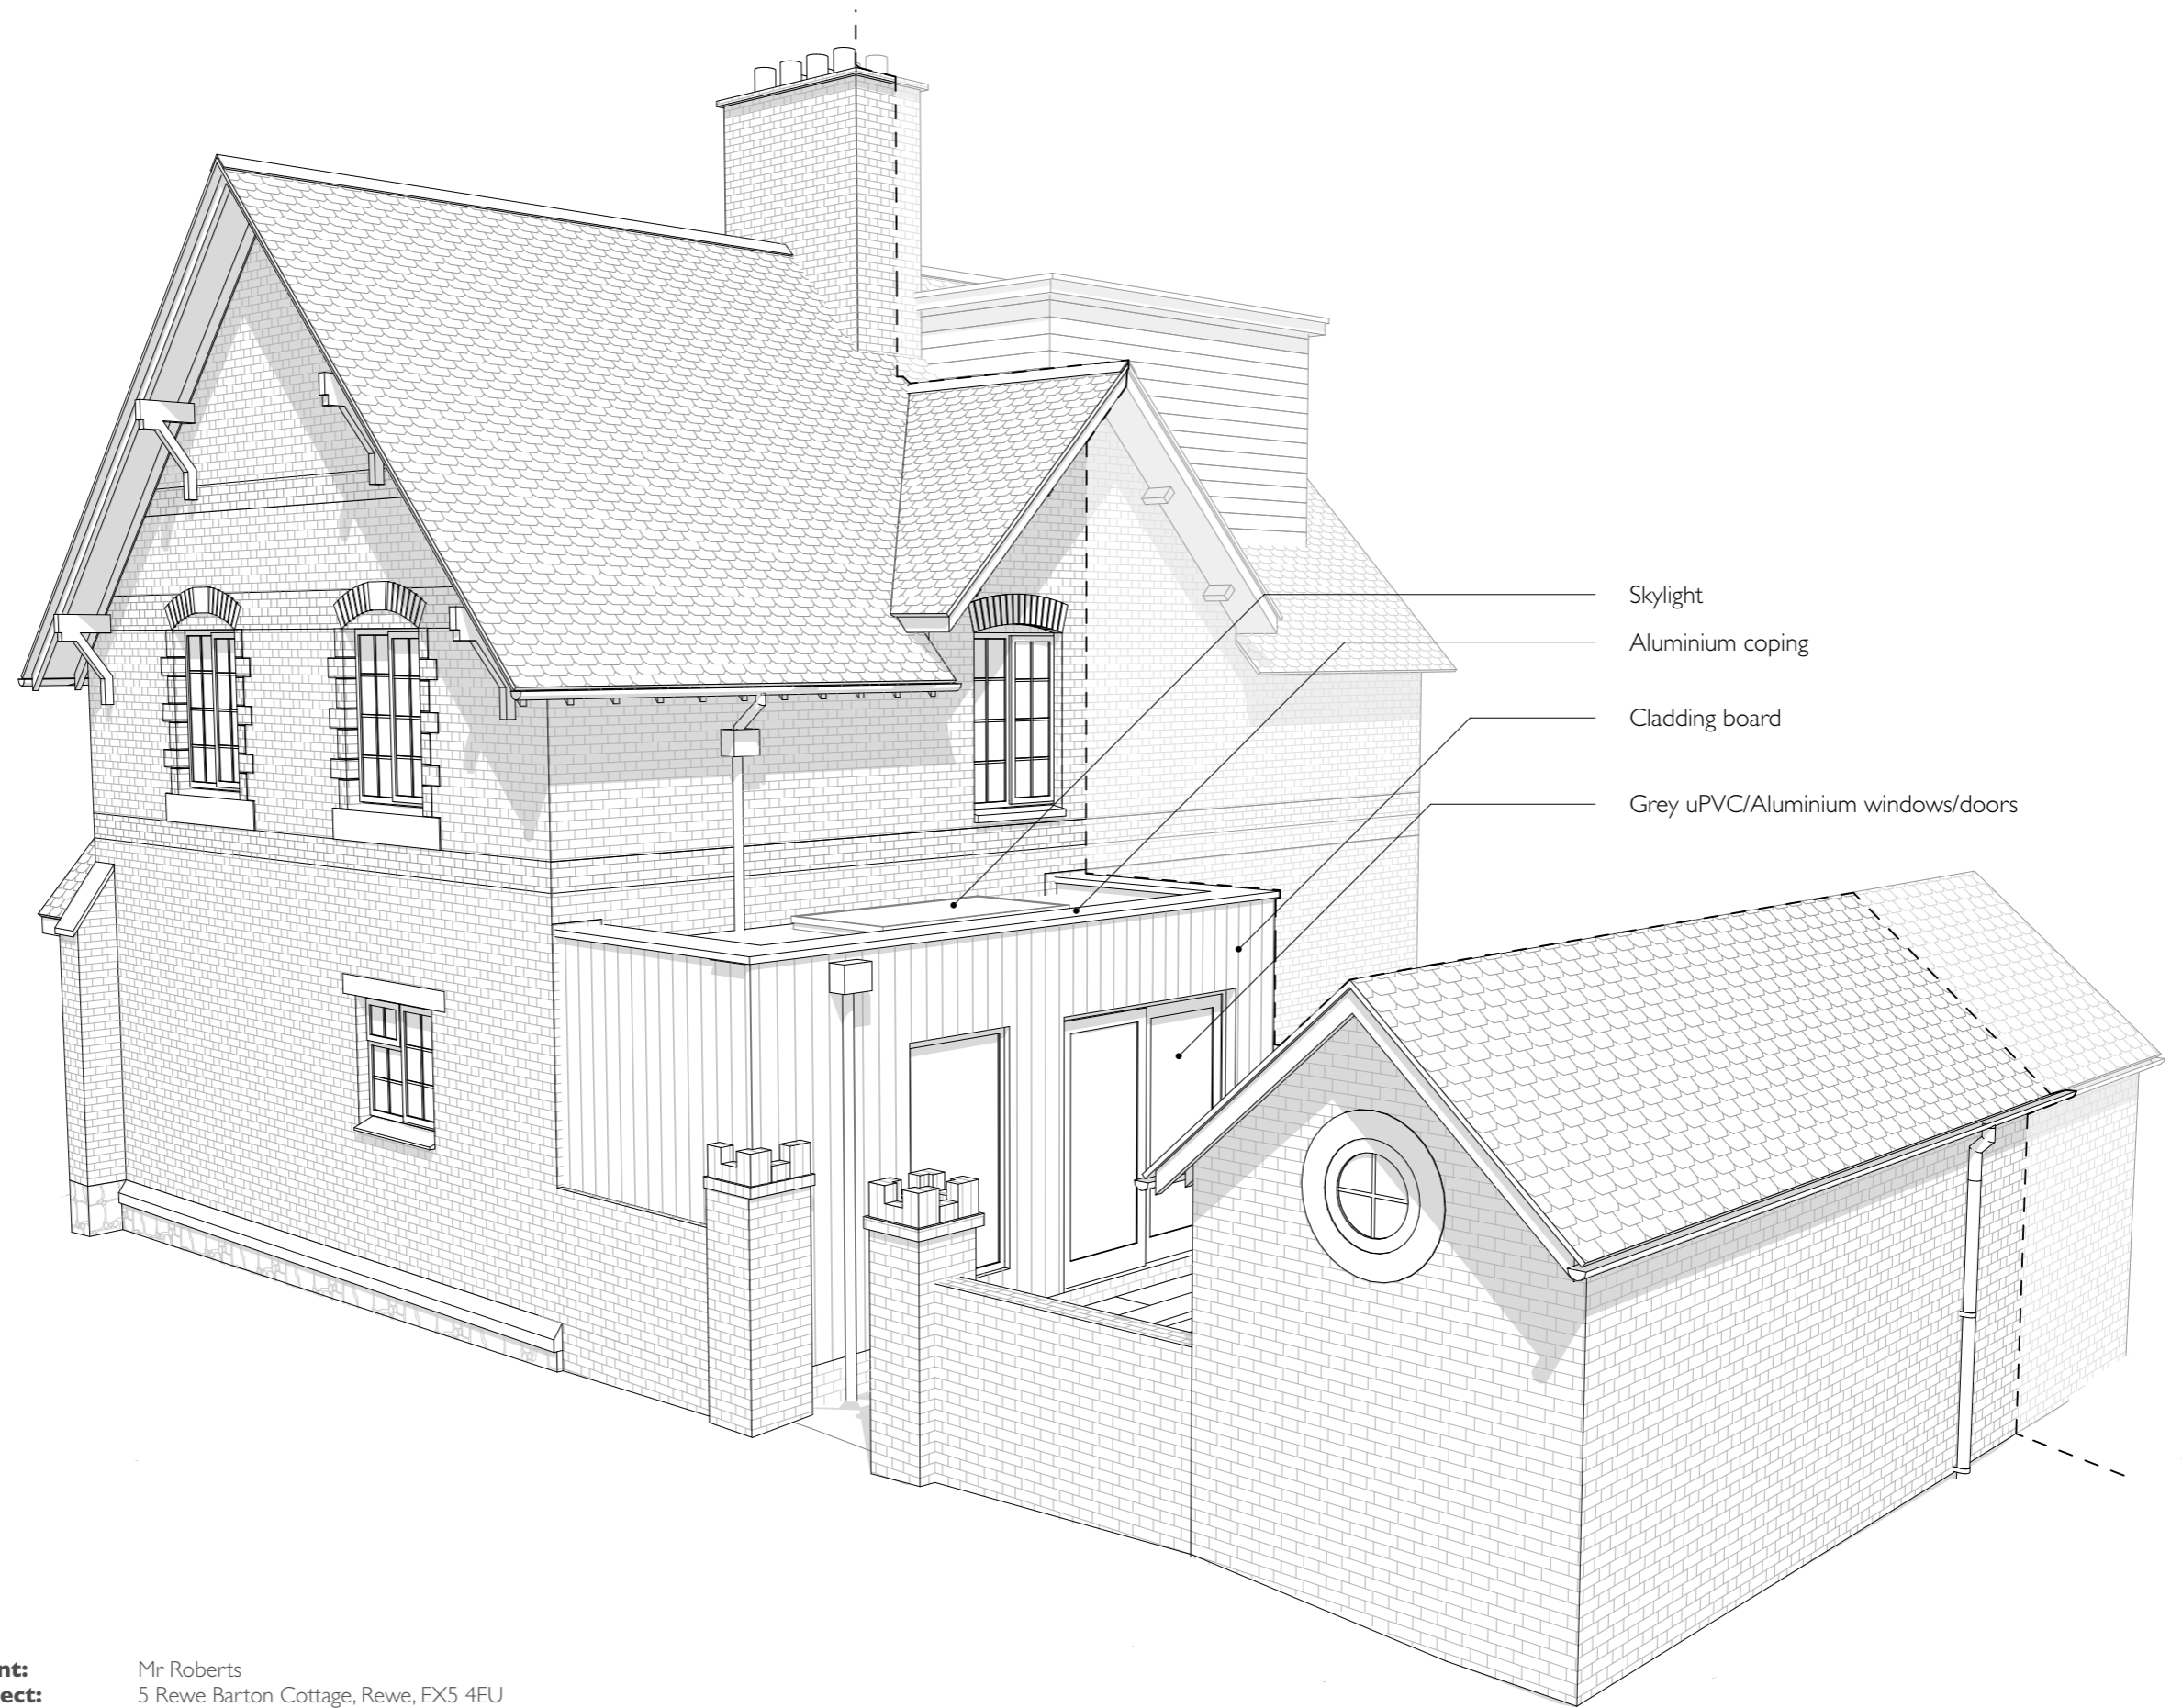 Skylight
Aluminium coping
Cladding board
Grey uPVC/Aluminium windows/doors
nt: Mr Roberts
ect: 5 Rewe Barton Cottage, Rewe, EX5 4EU